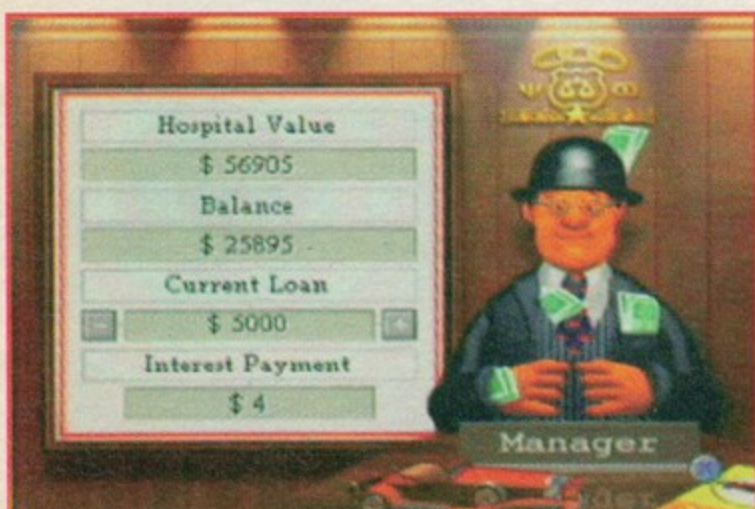 Hospital Value
$ 56905
Balance
$ 25895
Current Loan
$ 5000
Interest Payment
$ 4
Manager